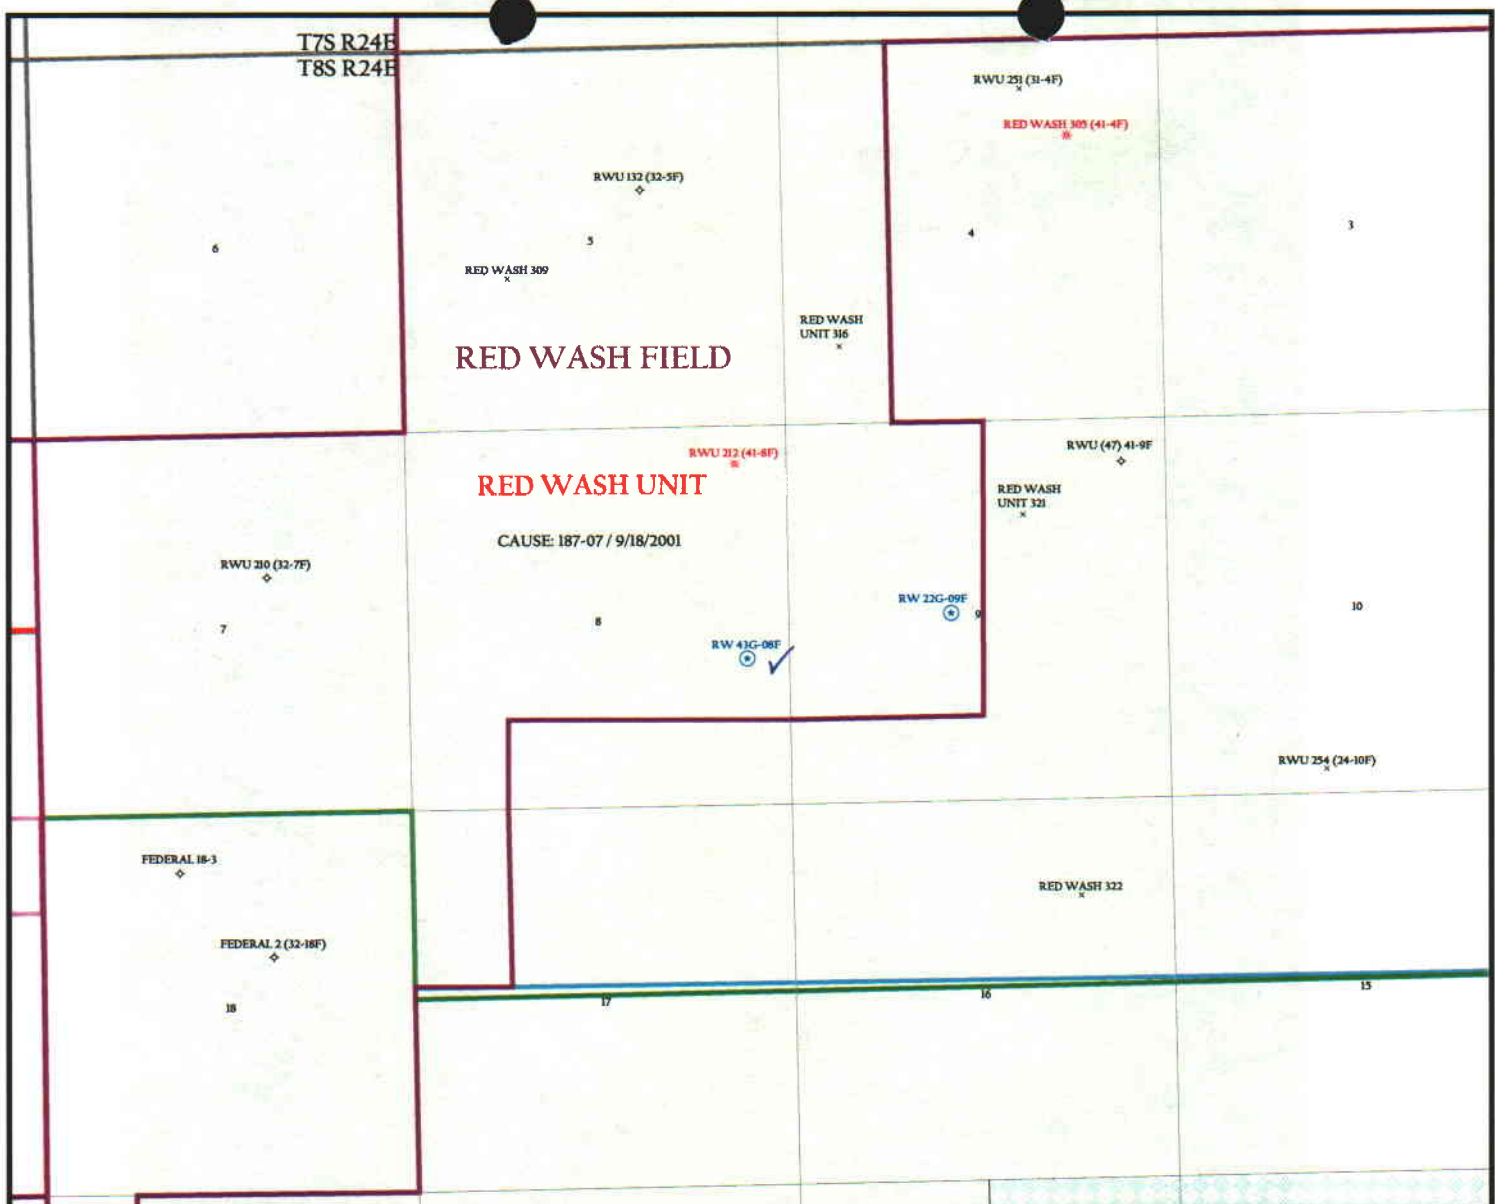 T7S R24E
T8S R24E
RWU 251 (31-4F)
RED WASH 305 (41-4F)
RWU 132 (32-5F)
6
5
4
3
RED WASH 309
RED WASH
UNIT 316
RED WASH FIELD
RWU 212 (41-8F)
RWU (47) 41-9F
RED WASH UNIT
RED WASH
UNIT 321
CAUSE: 187-07 / 9/18/2001
RWU 210 (32-7F)
RW 22G-09F
7
8
9
10
RW 43G-08F
RWU 254 (24-10F)
FEDERAL 18-3
RED WASH 322
FEDERAL 2 (32-18F)
18
17
16
15